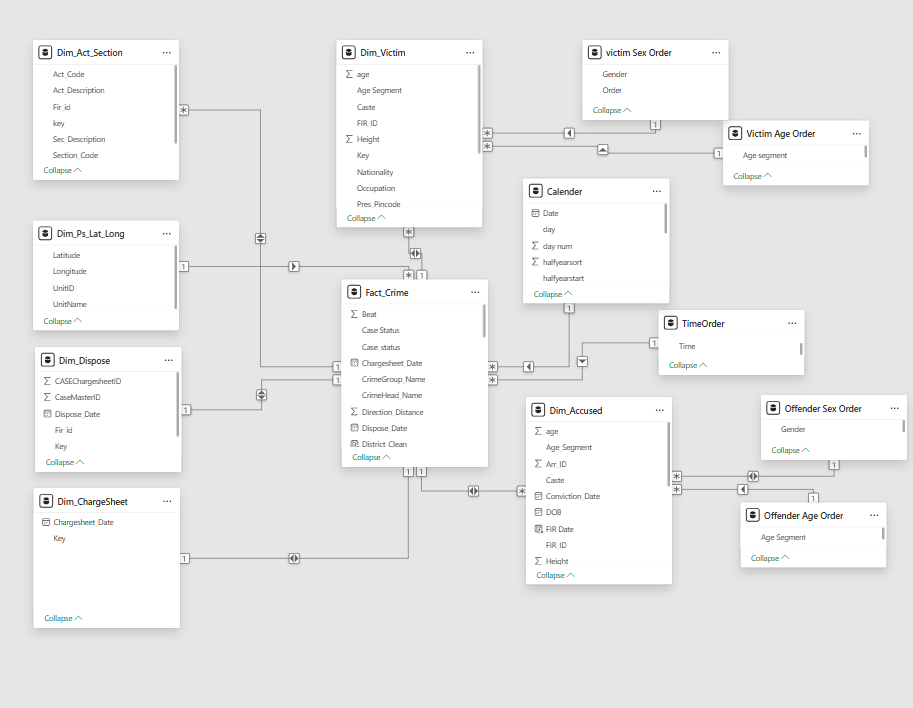 Dim_Act_Section
Act_Code
Act_Description
Fir_id
key
Sec_Description
Section_Code
Collapse
Dim_Victim
age
Age Segment
Caste
FIR_ID
Height
Key
Nationality
Occupation
Pres_Pincode
Collapse
victim Sex Order
Gender
Order
Collapse
Victim Age Order
Age segment
Collapse
Calender
Date
day
day num
halfyearsort
halfyearstart
Collapse
Dim_Ps_Lat_Long
Latitude
Longitude
UnitID
UnitName
Collapse
Fact_Crime
Beat
Case Status
Case_status
Chargesheet_Date
CrimeGroup_Name
CrimeHead_Name
Direction_Distance
Dispose_Date
District_Clean
Collapse
TimeOrder
Time
Collapse
Dim_Dispose
CASEChargesheetID
CaseMasterID
Dispose_Date
Fir_id
Key
Collapse
Dim_Accused
age
Age_Segment
Arr_ID
Caste
Conviction_Date
DOB
FIR Date
FIR_ID
Height
Collapse
Offender Sex Order
Gender
Collapse
Offender Age Order
Age Segment
Collapse
Dim_ChargeSheet
Chargesheet_Date
Key
Collapse